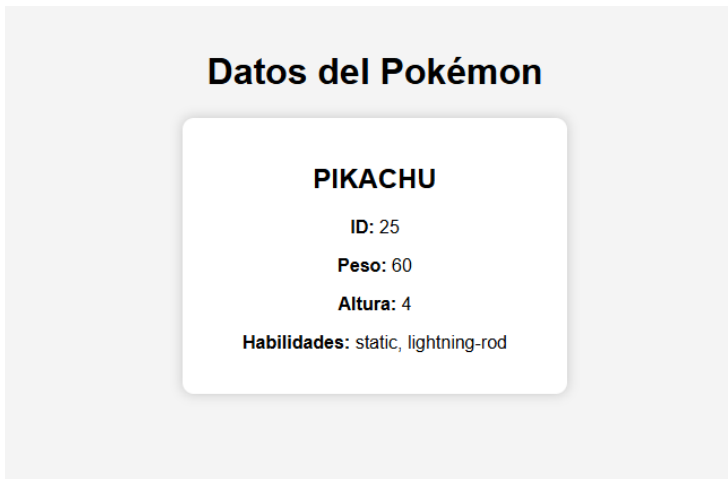 Datos del Pokémon
PIKACHU
ID: 25
Peso: 60
Altura: 4
Habilidades: static, lightning-rod